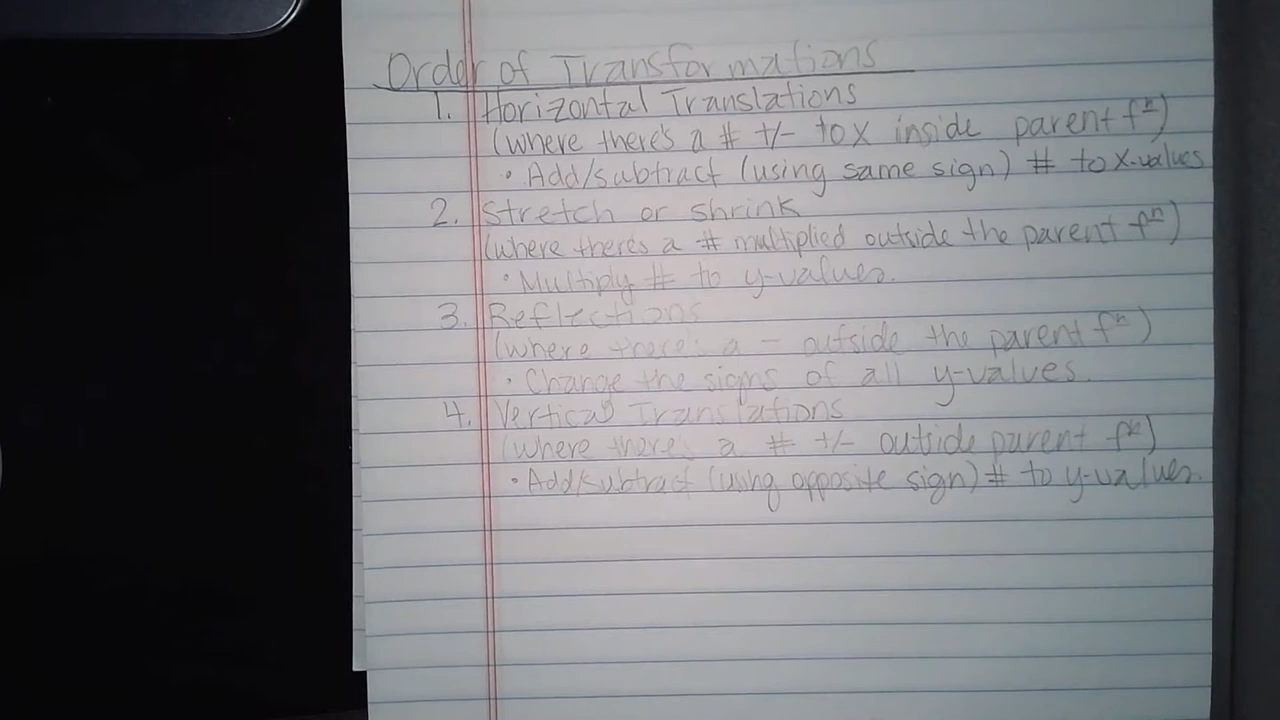 Order of Transformations
1. Horizontal Translations
(where there's a # +/- to x inside parent fⁿ)
• Add/subtract (using same sign) # to x-values
2. Stretch or shrink
(where there's a # multiplied outside the parent fⁿ)
• Multiply # to y-values.
3. Reflections
(where there's a - outside the parent fⁿ)
• Change the signs of all y-values.
4. Vertical Translations
(where there's a # +/- outside parent fⁿ)
• Add/subtract (using opposite sign) # to y-values.